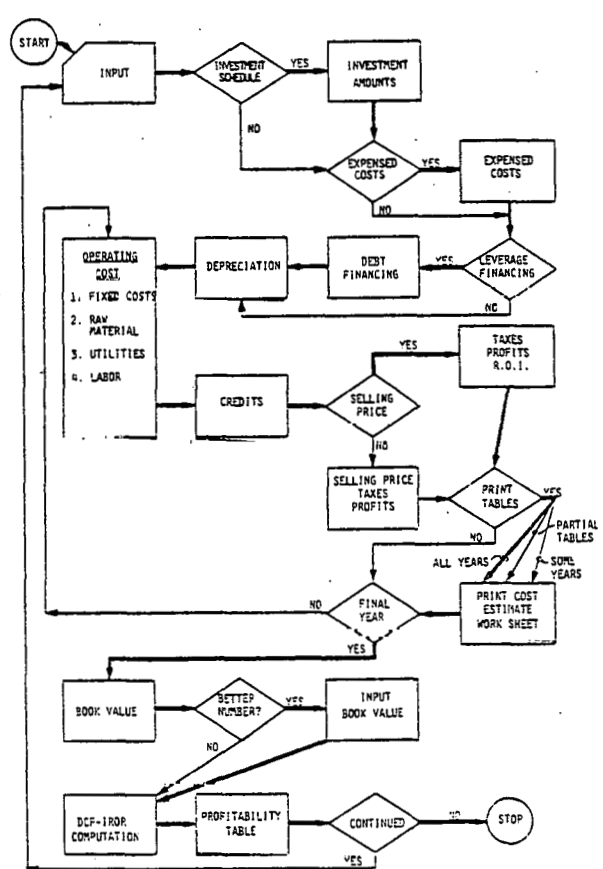 START
INPUT
INVESTMENT
SCHEDULE
YES
INVESTMENT
AMOUNTS
NO
EXPENSED
COSTS
YES
EXPENSED
COSTS
NO
OPERATING
COST
1. FIXED COSTS
2. RAW
MATERIAL
3. UTILITIES
4. LABOR
DEPRECIATION
DEBT
FINANCING
YES
LEVERAGE
FINANCING
NO
CREDITS
SELLING
PRICE
YES
TAXES
PROFITS
R.O.I.
NO
SELLING PRICE
TAXES
PROFITS
PRINT
TABLES
YES
PARTIAL
TABLES
NO
ALL YEARS
SOME
YEARS
NO
FINAL
YEAR
PRINT COST
ESTIMATE
WORK SHEET
YES
BOOK VALUE
BETTER
NUMBER?
YES
INPUT
BOOK VALUE
NO
DCF-IROR
COMPUTATION
PROFITABILITY
TABLE
CONTINUED
NO
STOP
YES